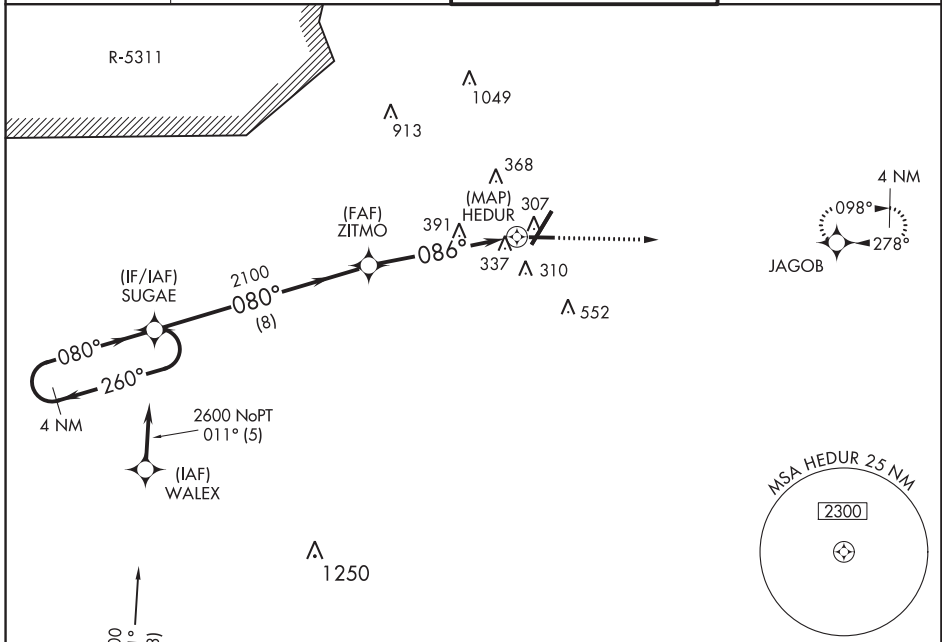 R-5311
1049
913
368
(MAP)
HEDUR
307
4 NM
098°
278°
JAGOB
(FAF)
ZITMO
391
086°
337
310
552
(IF/IAF)
SUGAE
2100
080°
(8)
080°
260°
4 NM
2600 NoPT
011° (5)
(IAF)
WALEX
MSA HEDUR 25 NM
2300
1250